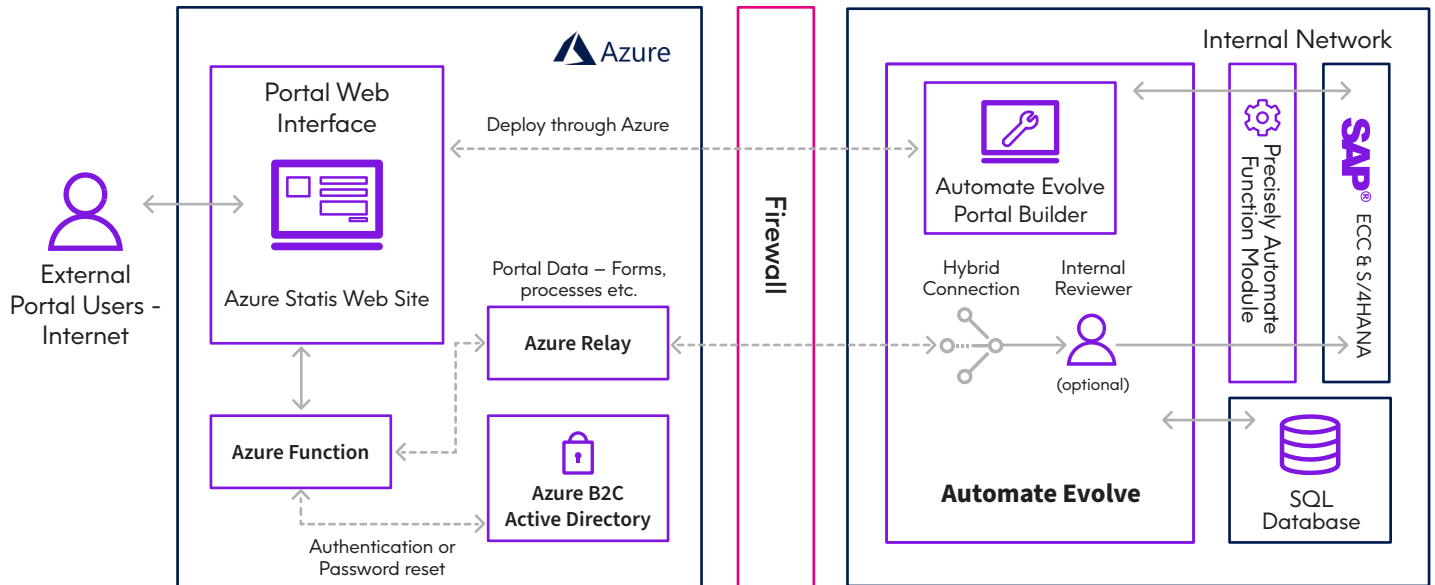 Azure
Portal Web
Interface
Azure Statis Web Site
External
Portal Users -
Internet
Deploy through Azure
Portal Data – Forms,
processes etc.
Azure Relay
Azure Function
Azure B2C
Active Directory
Authentication or
Password reset
Firewall
Internal Network
Automate Evolve
Portal Builder
Hybrid
Connection
Internal
Reviewer
(optional)
Automate Evolve
Precisely Automate
Function Module
SAP®
ECC & S/4HANA
SQL
Database